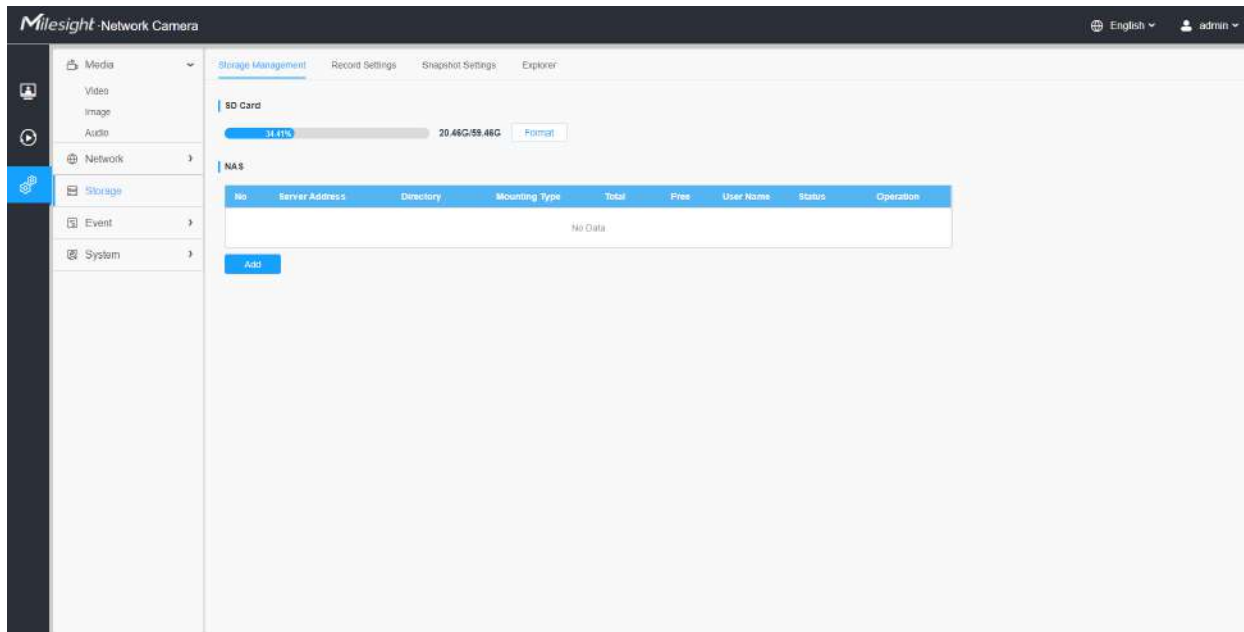 Milesight ·Network Camera
English
admin
Media
Video
Image
Audio
Network
Storage
Event
System
Storage Management
Record Settings
Snapshot Settings
Explorer
SD Card
34.41%
20.46G/59.46G
Format
NAS
No
Server Address
Directory
Mounting Type
Total
Free
User Name
Status
Operation
No Data
Add